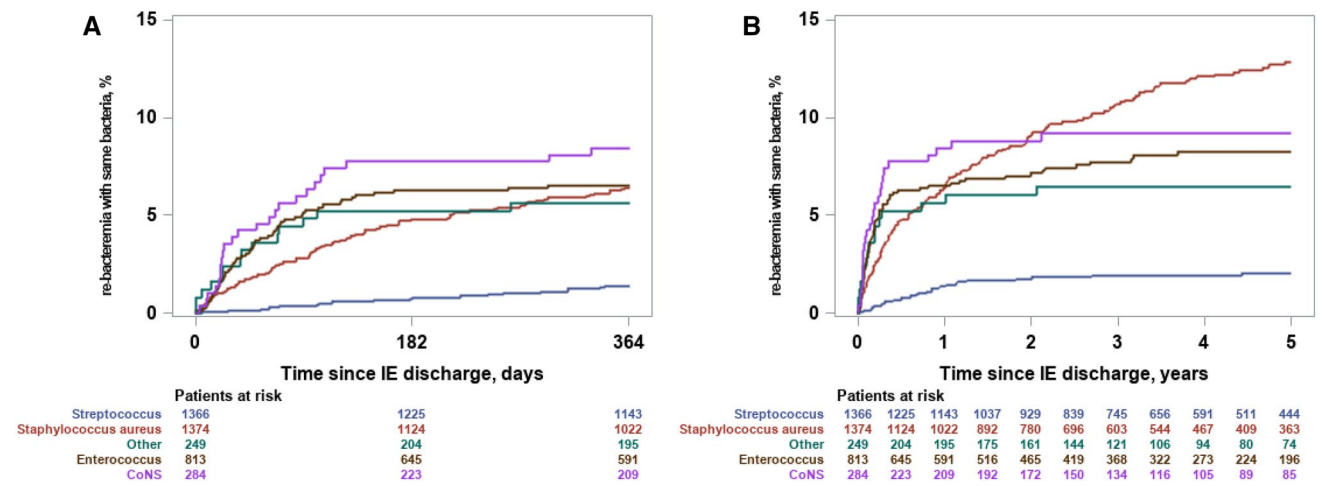 A
15
10
5
0
re-bacteremia with same bacteria, %
0 182 364
Time since IE discharge, days
Patients at risk
Streptococcus 1366 1225 1143
Staphylococcus aureus 1374 1124 1022
Other 249 204 195
Enterococcus 813 645 591
CoNS 284 223 209
B
15
10
5
0
re-bacteremia with same bacteria, %
0 1 2 3 4 5
Time since IE discharge, years
Patients at risk
Streptococcus 1366 1225 1143 1037 929 839 745 656 591 511 444
Staphylococcus aureus 1374 1124 1022 892 780 696 603 544 467 409 363
Other 249 204 195 175 161 144 121 106 94 80 74
Enterococcus 813 645 591 516 465 419 368 322 273 224 196
CoNS 284 223 209 192 172 150 134 116 105 89 85